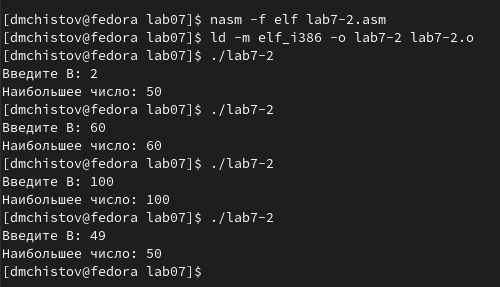 [dmchistov@fedora lab07]$ nasm -f elf lab7-2.asm
[dmchistov@fedora lab07]$ ld -m elf_i386 -o lab7-2 lab7-2.o
[dmchistov@fedora lab07]$ ./lab7-2
Введите B: 2
Наибольшее число: 50
[dmchistov@fedora lab07]$ ./lab7-2
Введите B: 60
Наибольшее число: 60
[dmchistov@fedora lab07]$ ./lab7-2
Введите B: 100
Наибольшее число: 100
[dmchistov@fedora lab07]$ ./lab7-2
Введите B: 49
Наибольшее число: 50
[dmchistov@fedora lab07]$